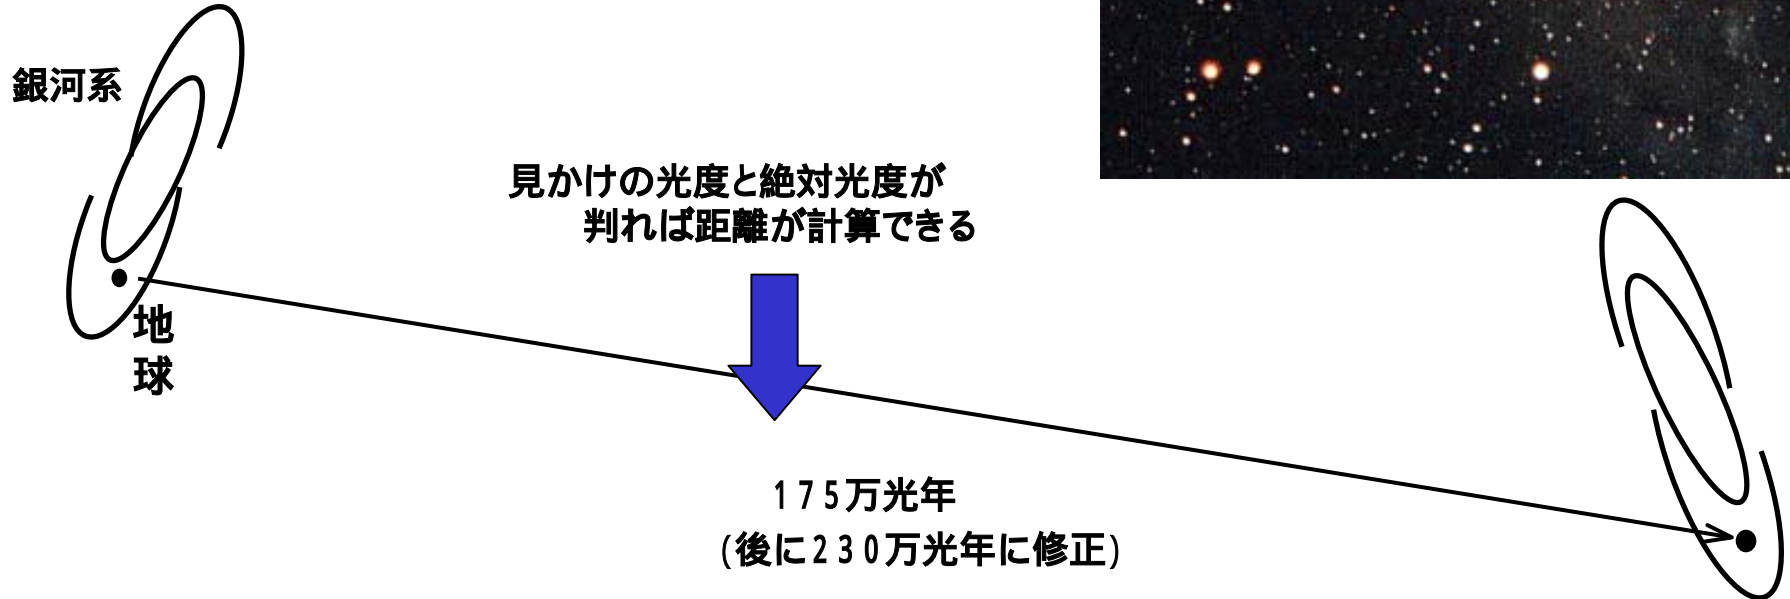 銀河系
見かけの光度と絶対光度が
判れば距離が計算できる
地
球
175万光年
(後に230万光年に修正)